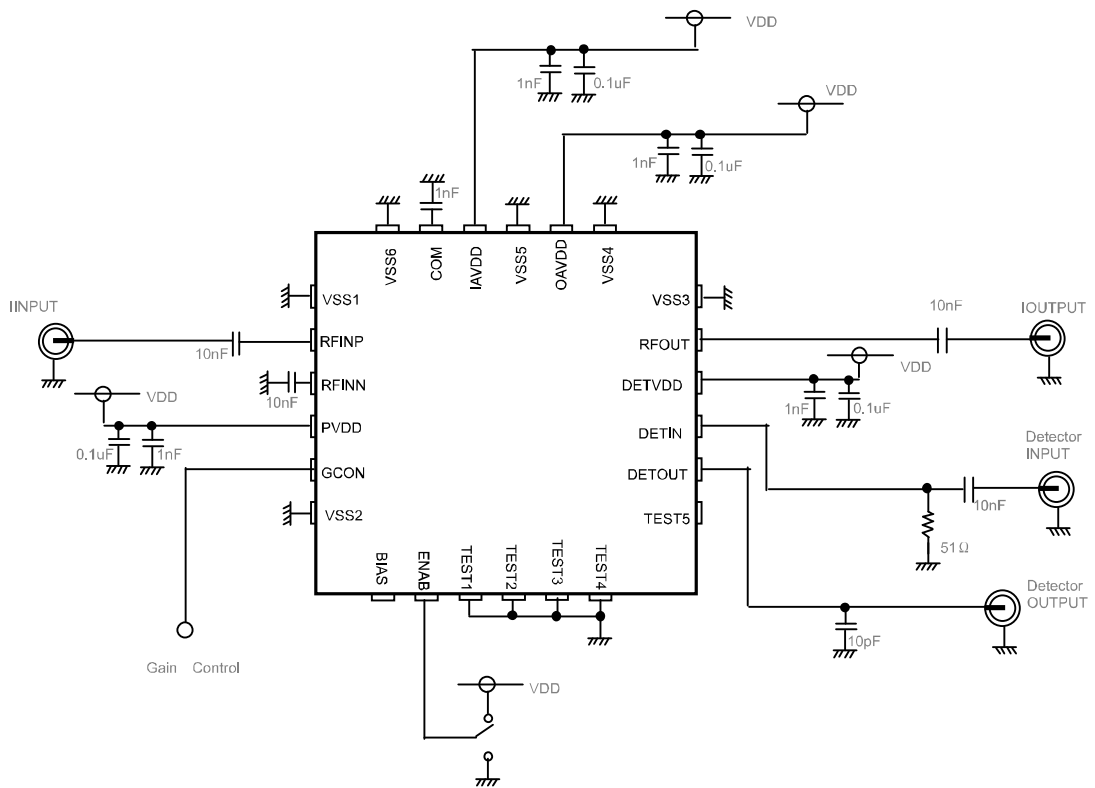 VDD
1nF
0.1uF
VDD
1nF
0.1uF
1nF
VSS6
COM
IAVDD
VSS5
OAVDD
VSS4
IINPUT
VSS1
VSS3
10nF
IOUTPUT
10nF
RFINP
RFOUT
VDD
10nF
RFINN
DETVDD
VDD
1nF
0.1uF
0.1uF
1nF
PVDD
DETIN
Detector
INPUT
GCON
DETOUT
10nF
VSS2
TEST5
51Ω
BIAS
ENAB
TEST1
TEST2
TEST3
TEST4
Detector
OUTPUT
10pF
Gain Control
VDD